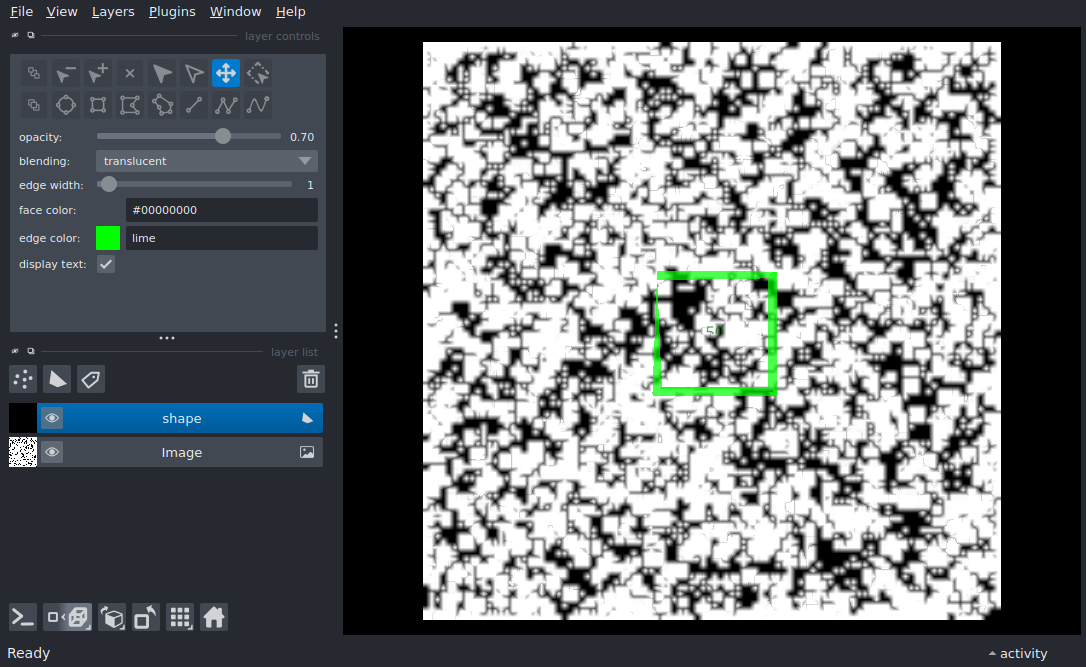 File View Layers Plugins Window Help
layer controls
opacity: 0.70
blending: translucent
edge width: 1
face color: #00000000
edge color: lime
display text:
layer list
shape
Image
50
Ready
activity